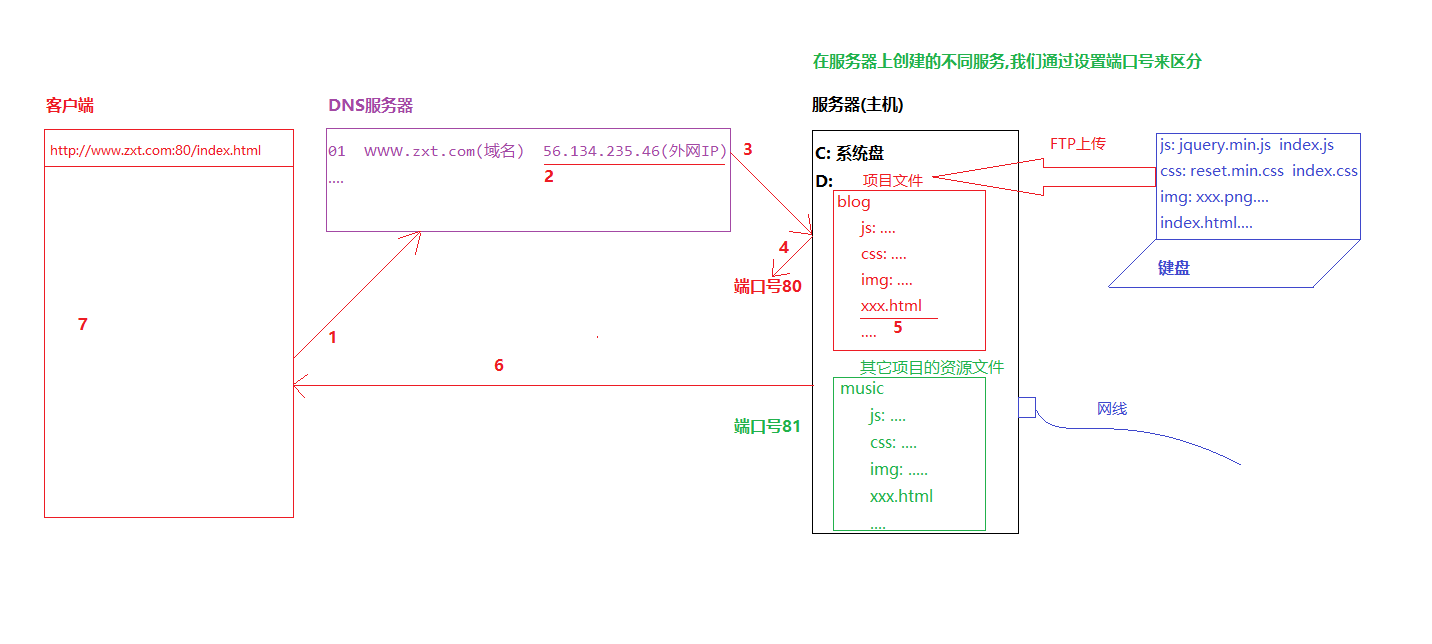 在服务器上创建的不同服务,我们通过设置端口号来区分
客户端
http://www.zxt.com:80/index.html
7
DNS服务器
01 www.zxt.com(域名) 56.134.235.46(外网IP)
2
....
1
3
4
端口号80
6
端口号81
服务器(主机)
C: 系统盘
D: 项目文件
blog
js: ....
css: ....
img: ....
xxx.html
5
....
其它项目的资源文件
music
js: ....
css: ....
img: .....
xxx.html
....
FTP上传
js: jquery.min.js index.js
css: reset.min.css index.css
img: xxx.png....
index.html....
键盘
网线